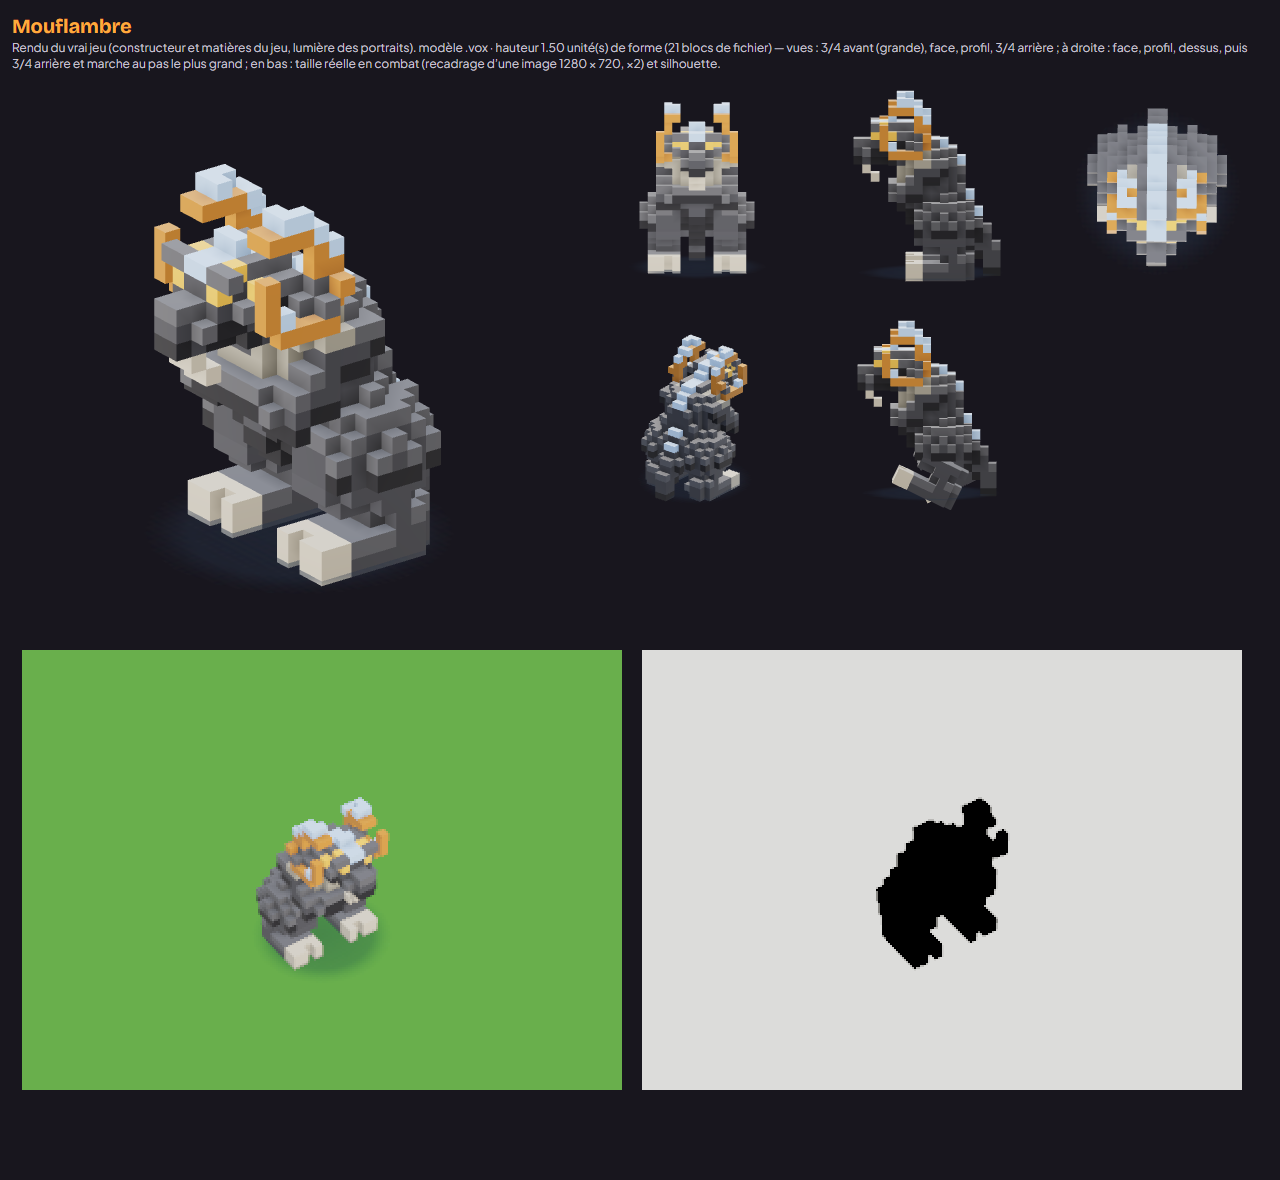 Mouflambre
Rendu du vrai jeu (constructeur et matières du jeu, lumière des portraits). modèle .vox · hauteur 1.50 unité(s) de forme (21 blocs de fichier) — vues : 3/4 avant (grande), face, profil, 3/4 arrière ; à droite : face, profil, dessus, puis
3/4 arrière et marche au pas le plus grand ; en bas : taille réelle en combat (recadrage d'une image 1280 × 720, ×2) et silhouette.